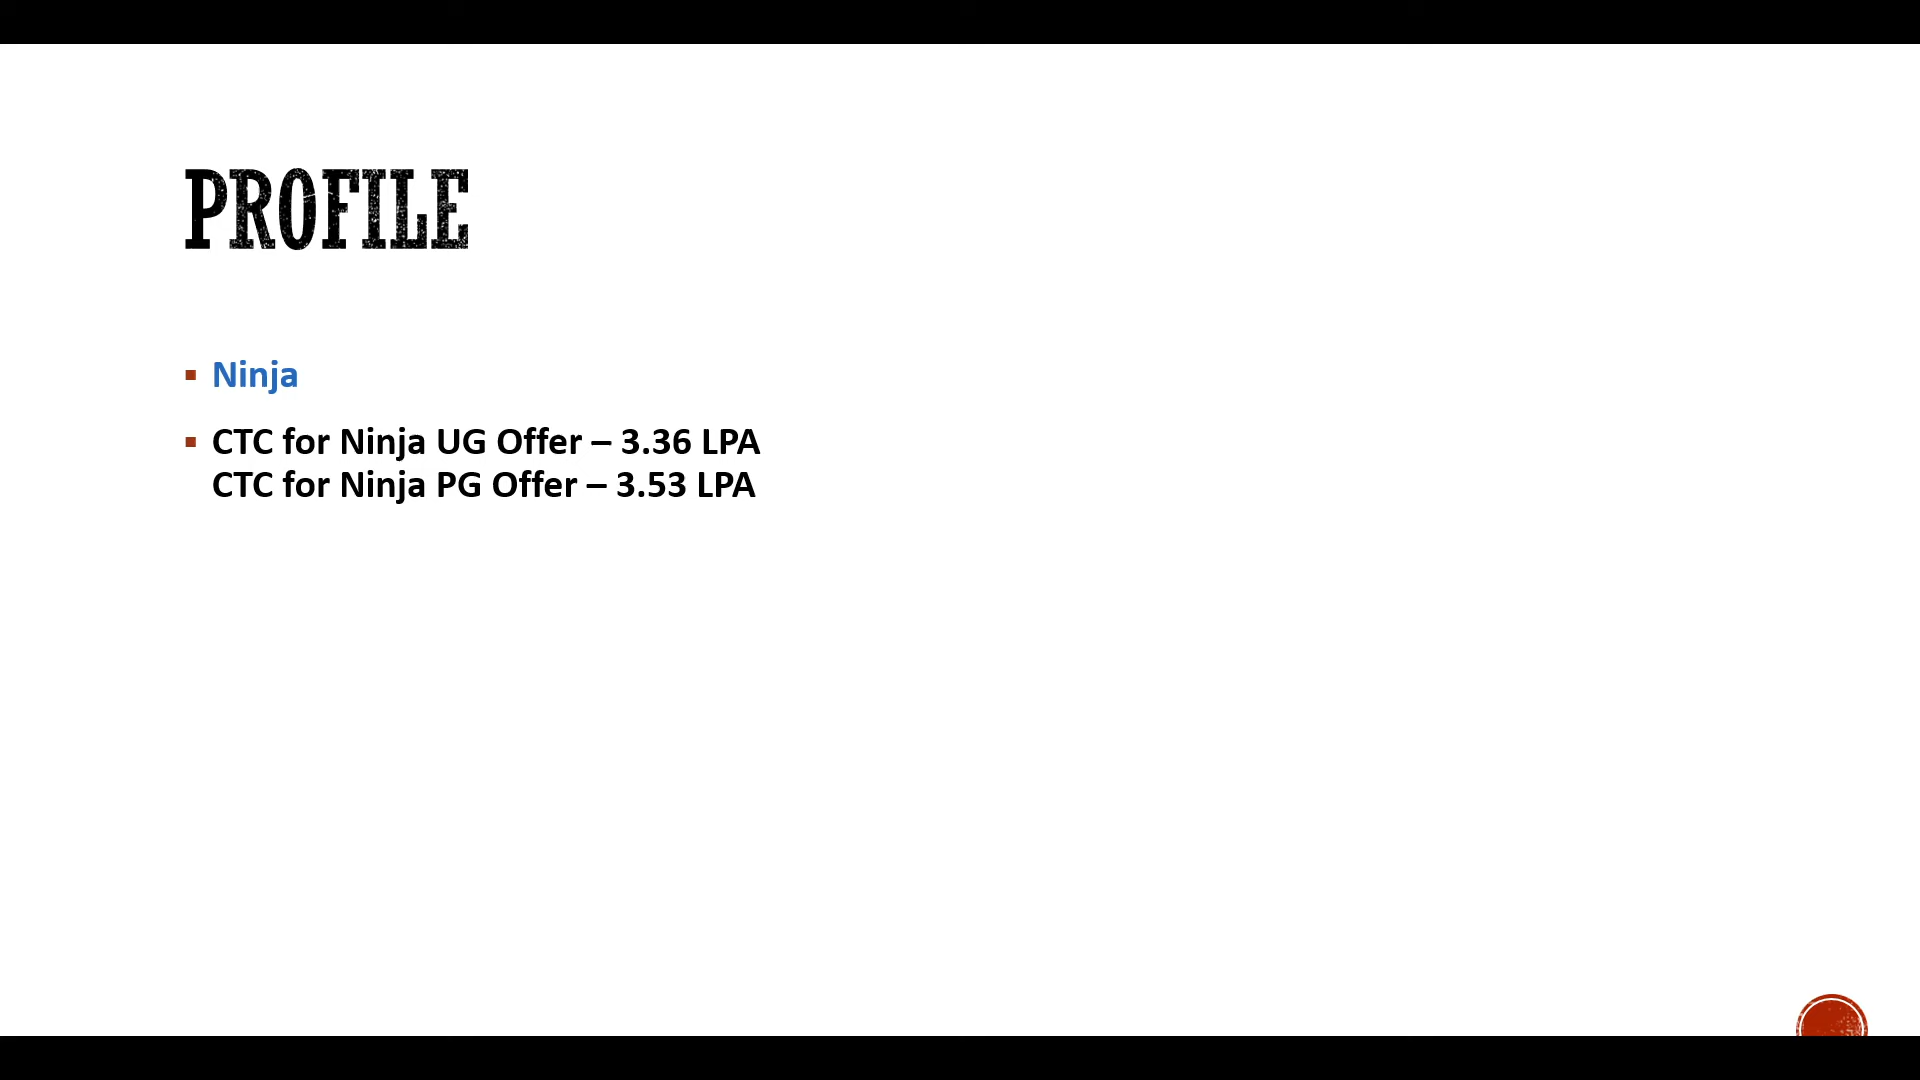 PROFILE
Ninja
CTC for Ninja UG Offer – 3.36 LPA
CTC for Ninja PG Offer – 3.53 LPA